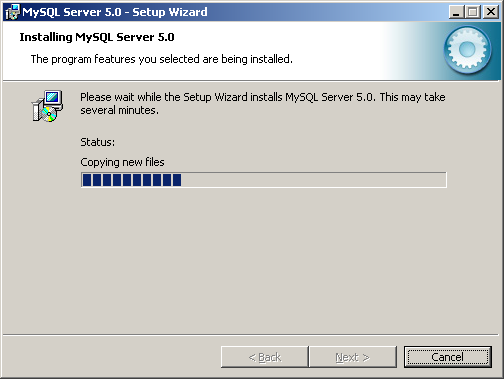 MySQL Server 5.0 - Setup Wizard
Installing MySQL Server 5.0
The program features you selected are being installed.
Please wait while the Setup Wizard installs MySQL Server 5.0. This may take
several minutes.
Status:
Copying new files
< Back
Next >
Cancel